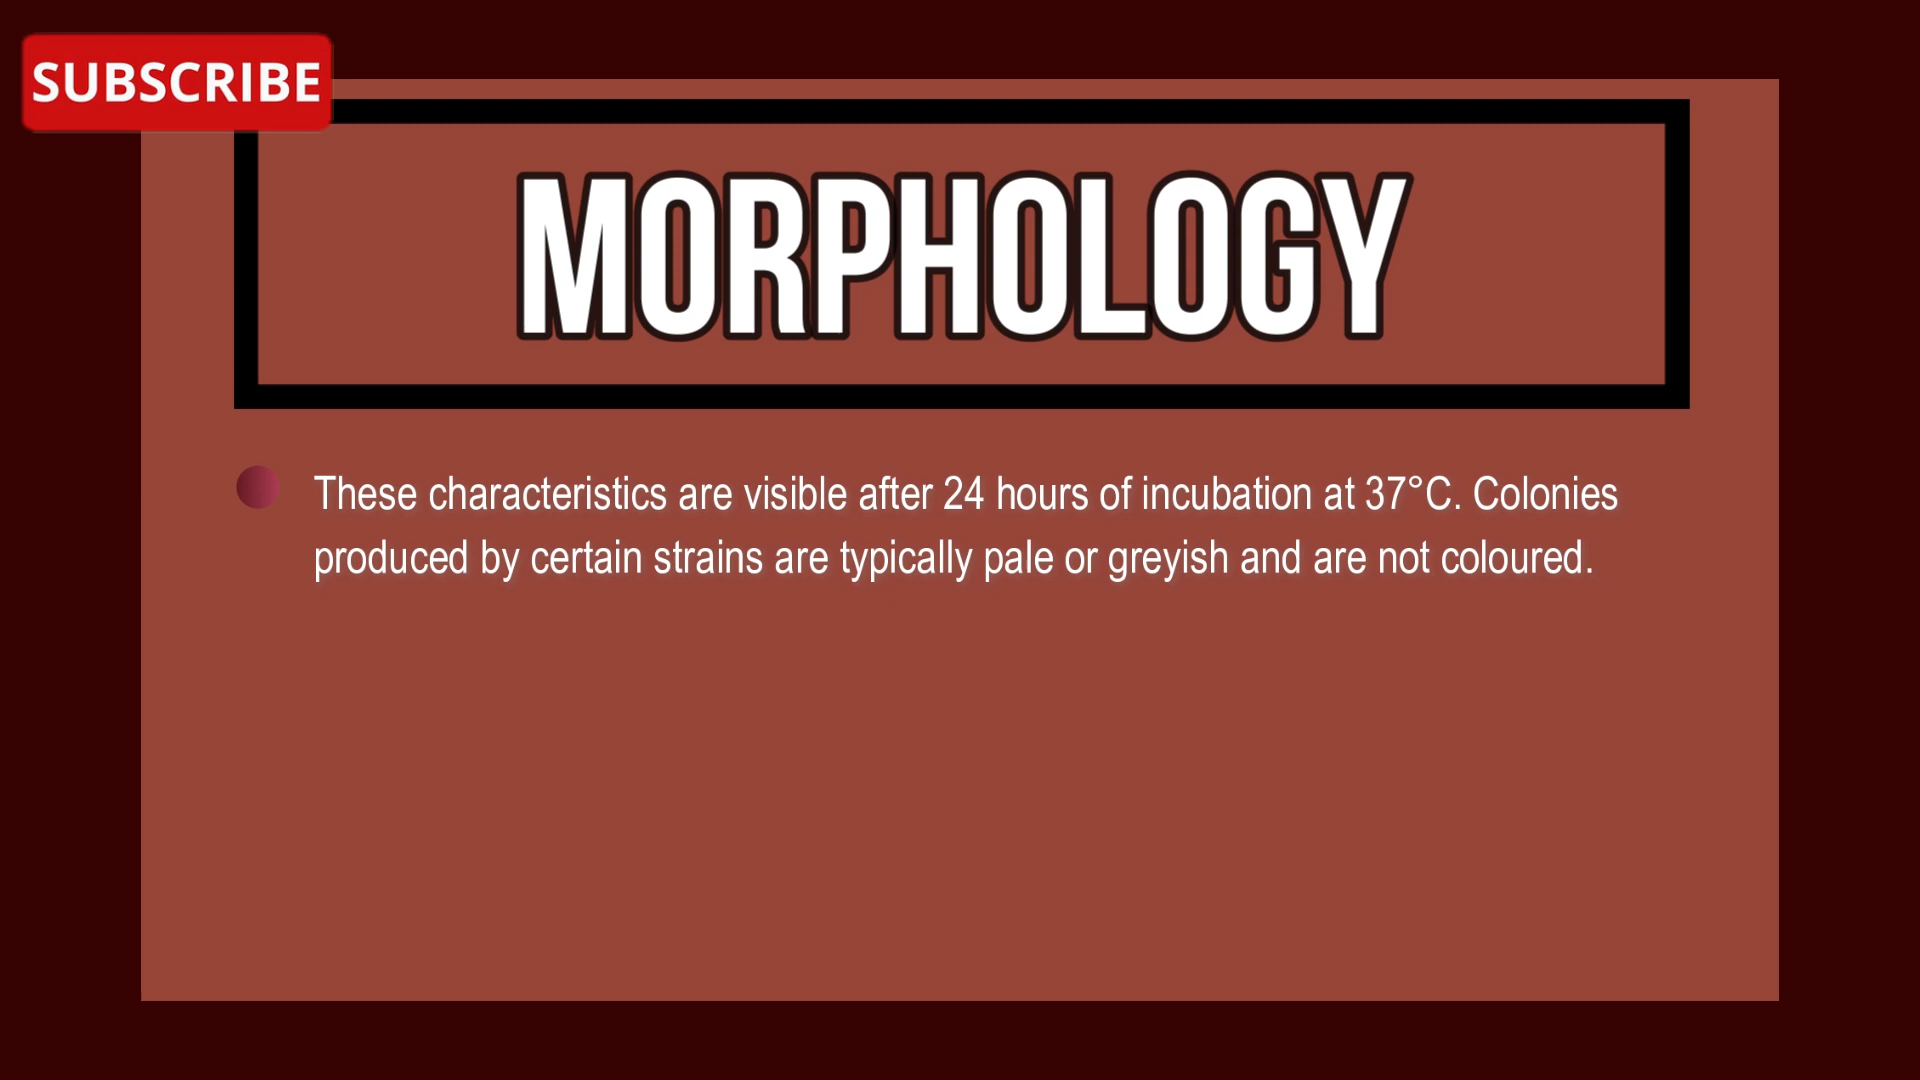 SUBSCRIBE
MORPHOLOGY
These characteristics are visible after 24 hours of incubation at 37°C. Colonies
produced by certain strains are typically pale or greyish and are not coloured.